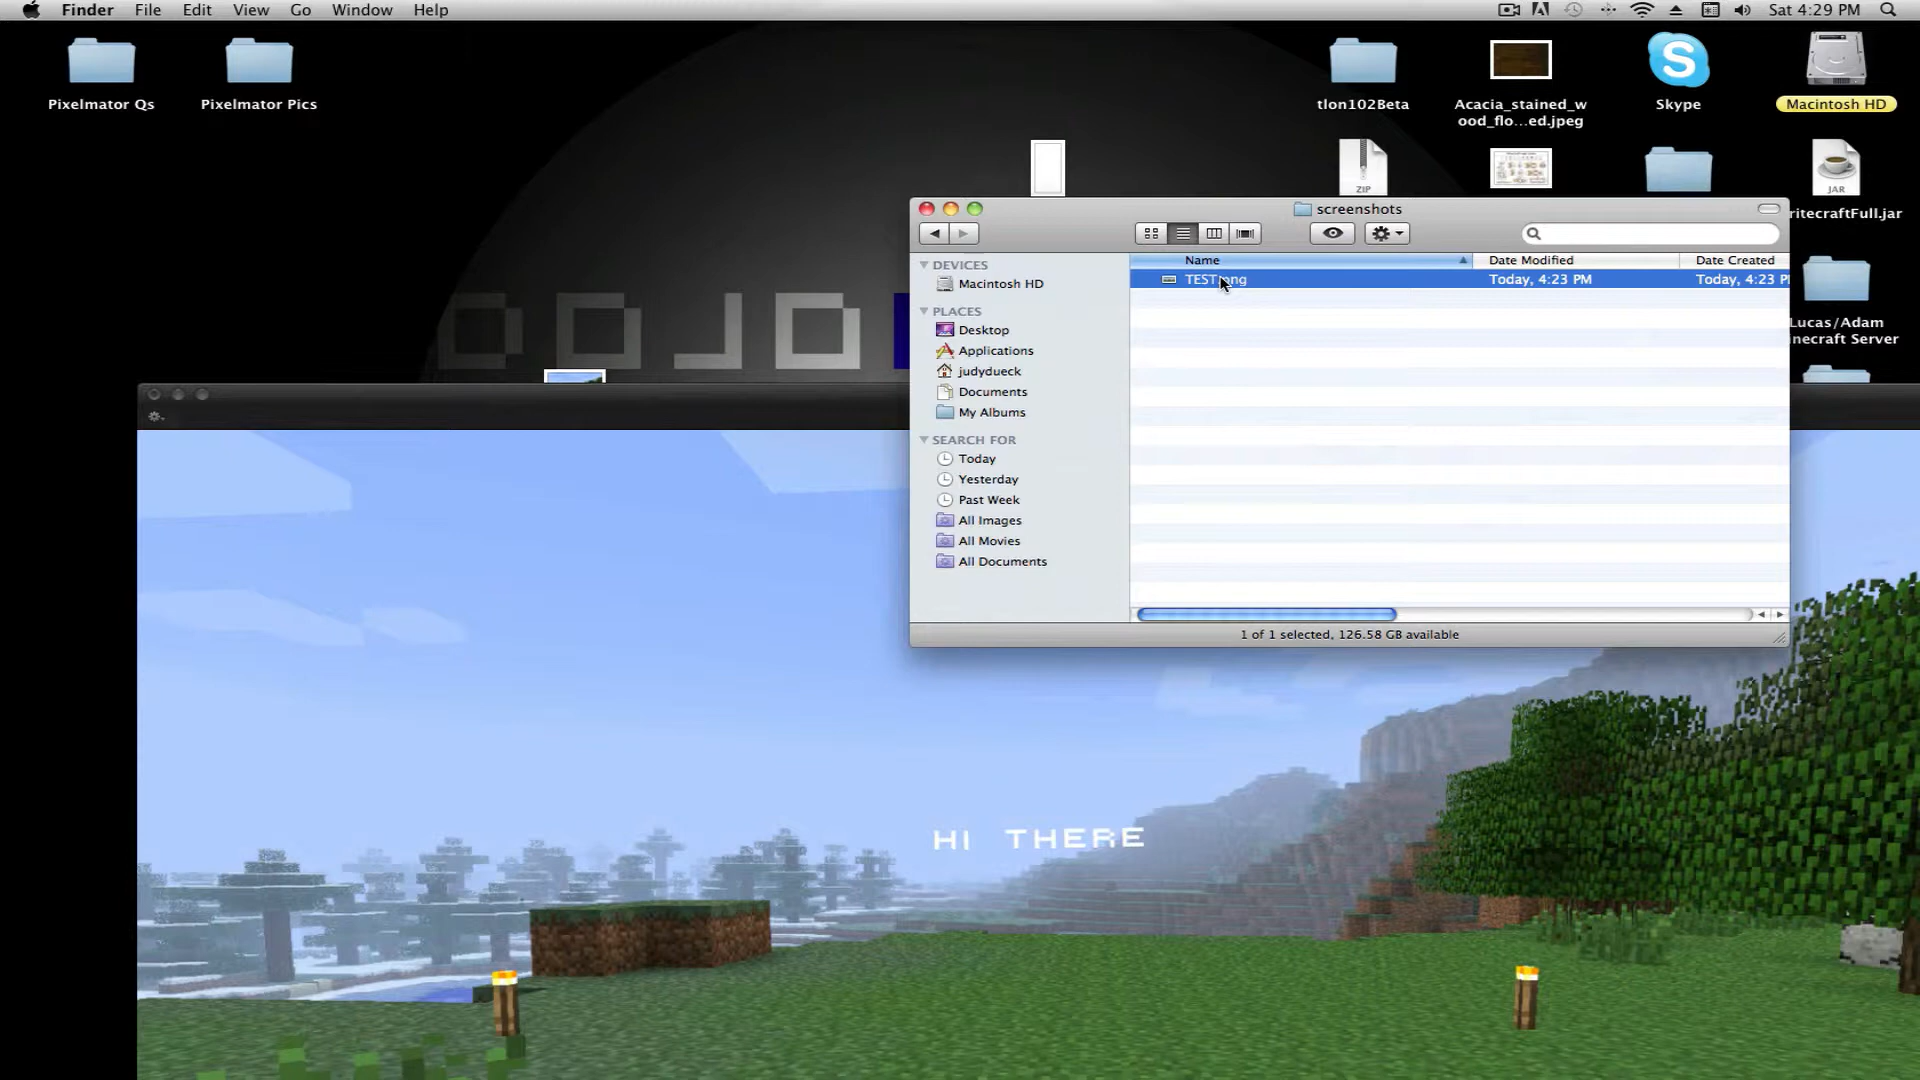 Finder File Edit View Go Window Help Sat 4:29 PM
Pixelmator Qs
Pixelmator Pics
tlon102Beta
Acacia_stained_w
ood_flo...ed.jpeg
Skype
Macintosh HD
ZIP
JAR
ritecraftFull.jar
Lucas/Adam
inecraft Server
screenshots
Name Date Modified Date Created
TEST.png Today, 4:23 PM Today, 4:23 P
DEVICES
Macintosh HD
PLACES
Desktop
Applications
judydueck
Documents
My Albums
SEARCH FOR
Today
Yesterday
Past Week
All Images
All Movies
All Documents
1 of 1 selected, 126.58 GB available
HI THERE